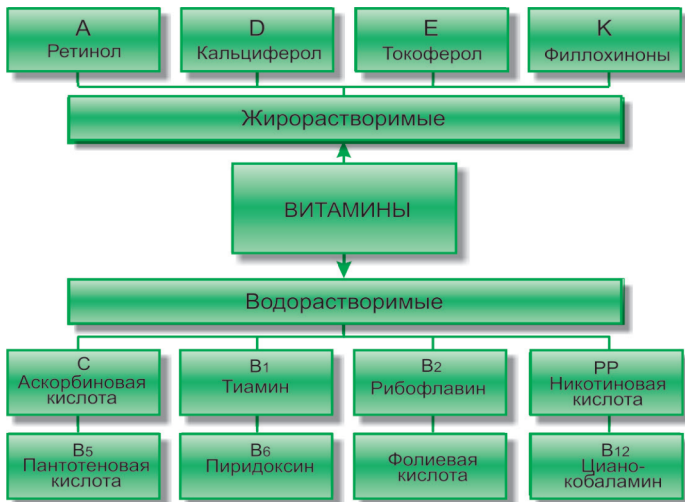 A
Ретинол
D
Кальциферол
E
Токоферол
K
Филлохиноны
Жирорастворимые
ВИТАМИНЫ
Водорастворимые
C
Аскорбиновая
кислота
B1
Тиамин
B2
Рибофлавин
PP
Никотиновая
кислота
B5
Пантотеновая
кислота
B6
Пиридоксин
Фолиевая
кислота
B12
Циано-
кобаламин